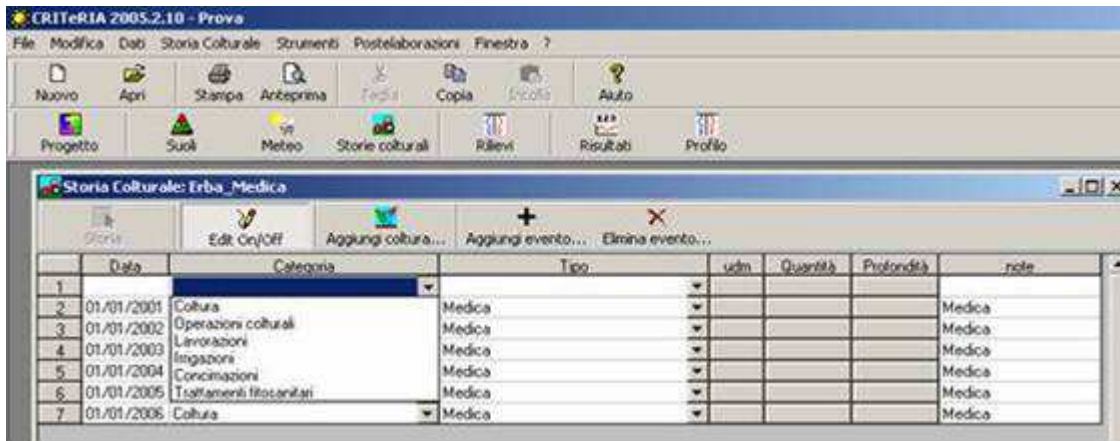 CRITeRIA 2005.2.10 - Prova
File Modifica Dati Storia Colturale Strumenti Postelaborazioni Finestra ?
Nuovo Apri Stampa Anteprima Taglia Copia Incolla Aiuto
Progetto Suoli Meteo Storie colturali Rilievi Risultati Profilo
Storia Colturale: Erba_Medica
Storia Edit On/Off Aggiungi coltura... Aggiungi evento... Elimina evento...
Data Categoria Tipo udm Quantità Profondità note
1
2 01/01/2001 Coltura Medica Medica
3 01/01/2002 Operazioni colturali Medica Medica
Lavorazioni
4 01/01/2003 Irrigazioni Medica Medica
5 01/01/2004 Concimazioni Medica Medica
6 01/01/2005 Trattamenti fitosanitari Medica Medica
7 01/01/2006 Coltura Medica Medica